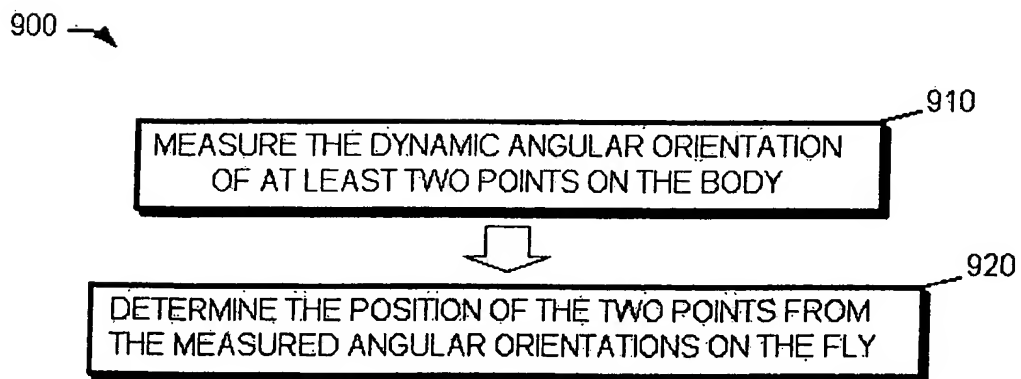 900
910
MEASURE THE DYNAMIC ANGULAR ORIENTATION
OF AT LEAST TWO POINTS ON THE BODY
920
DETERMINE THE POSITION OF THE TWO POINTS FROM
THE MEASURED ANGULAR ORIENTATIONS ON THE FLY